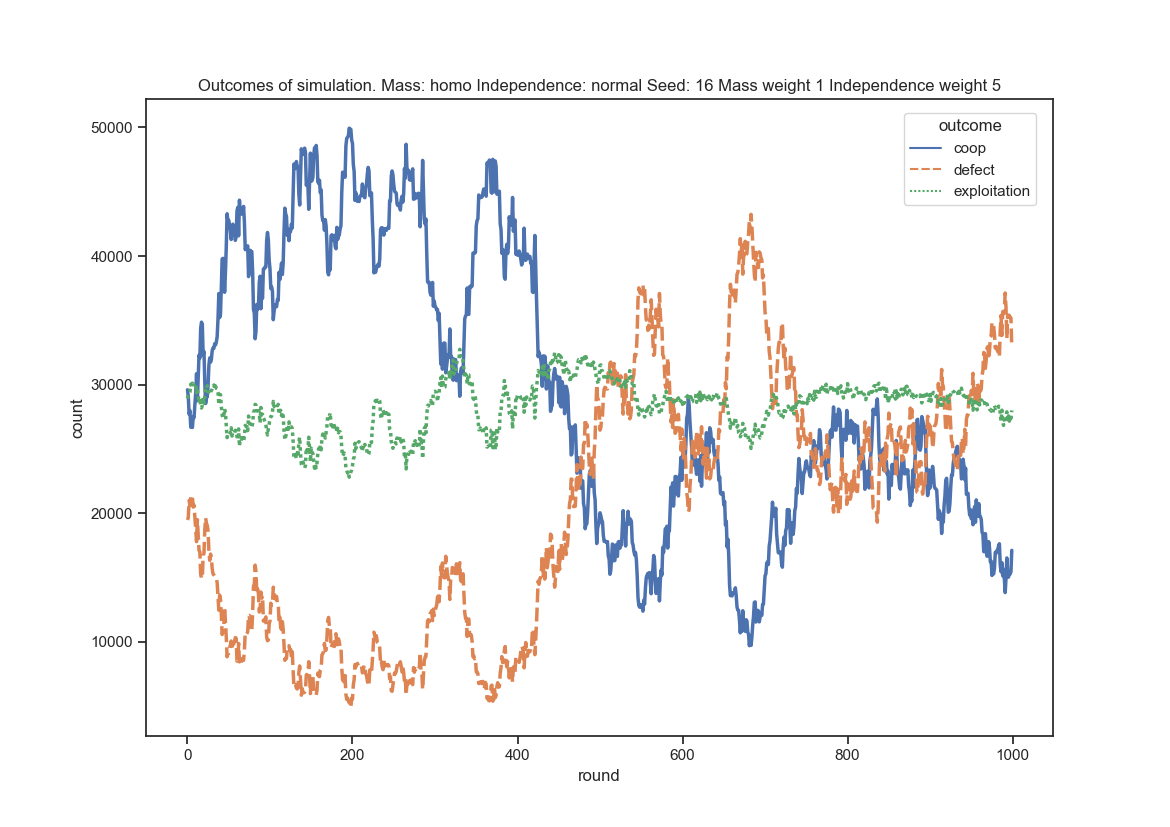 Outcomes of simulation. Mass: homo Independence: normal Seed: 16 Mass weight 1 Independence weight 5
outcome
coop
defect
exploitation
50000
40000
30000
20000
10000
count
0 200 400 600 800 1000
round